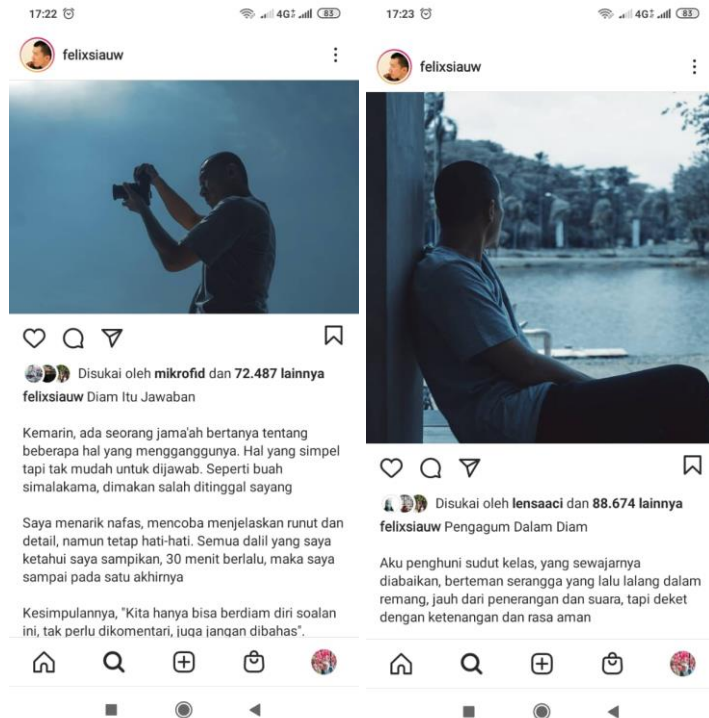 17:22
4G+
83
felixsiauw
Disukai oleh mikrofid dan 72.487 lainnya
felixsiauw Diam Itu Jawaban
Kemarin, ada seorang jama'ah bertanya tentang
beberapa hal yang mengganggunya. Hal yang simpel
tapi tak mudah untuk dijawab. Seperti buah
simalakama, dimakan salah ditinggal sayang
Saya menarik nafas, mencoba menjelaskan runut dan
detail, namun tetap hati-hati. Semua dalil yang saya
ketahui saya sampikan, 30 menit berlalu, maka saya
sampai pada satu akhirnya
Kesimpulannya, "Kita hanya bisa berdiam diri soalan
ini, tak perlu dikomentari, juga jangan dibahas".
17:23
4G+
83
felixsiauw
Disukai oleh lensaaci dan 88.674 lainnya
felixsiauw Pengagum Dalam Diam
Aku penghuni sudut kelas, yang sewajarnya
diabaikan, berteman serangga yang lalu lalang dalam
remang, jauh dari penerangan dan suara, tapi deket
dengan ketenangan dan rasa aman